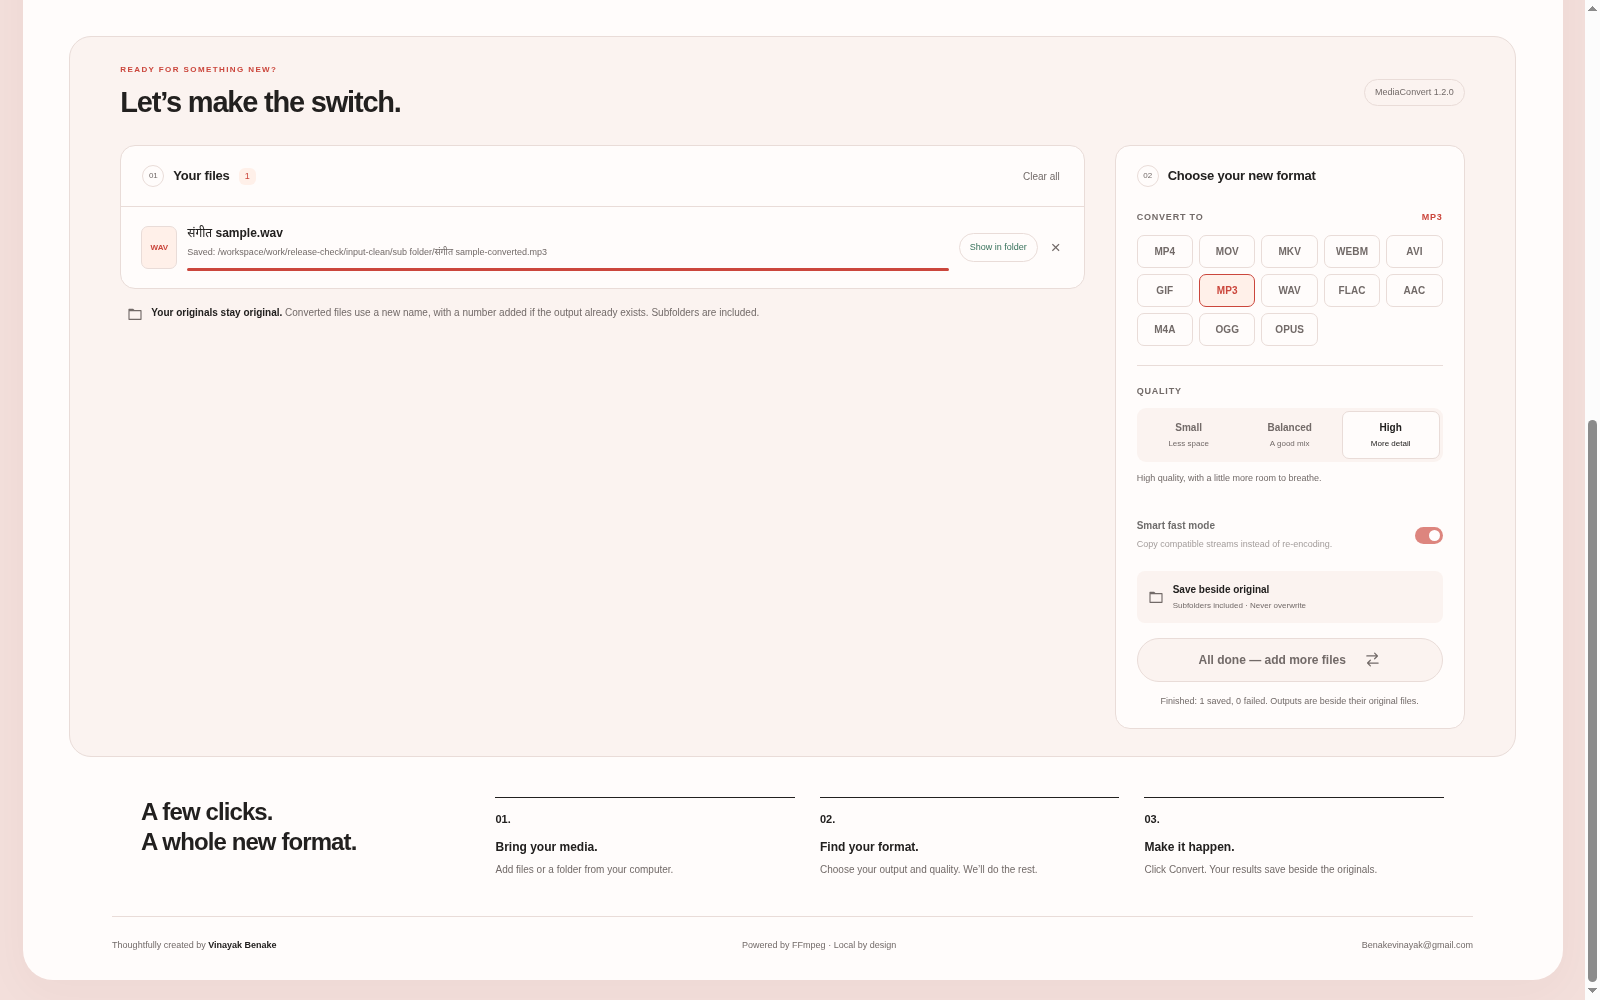 READY FOR SOMETHING NEW?
Let’s make the switch.
MediaConvert 1.2.0
01 Your files 1 Clear all
WAV
संगीत sample.wav
Saved: /workspace/work/release-check/input-clean/sub folder/संगीत sample-converted.mp3
Show in folder ✕
Your originals stay original. Converted files use a new name, with a number added if the output already exists. Subfolders are included.
02 Choose your new format
CONVERT TO MP3
MP4 MOV MKV WEBM AVI
GIF MP3 WAV FLAC AAC
M4A OGG OPUS
QUALITY
Small Balanced High
Less space A good mix More detail
High quality, with a little more room to breathe.
Smart fast mode
Copy compatible streams instead of re-encoding.
Save beside original
Subfolders included · Never overwrite
All done — add more files
Finished: 1 saved, 0 failed. Outputs are beside their original files.
A few clicks.
A whole new format.
01.
Bring your media.
Add files or a folder from your computer.
02.
Find your format.
Choose your output and quality. We’ll do the rest.
03.
Make it happen.
Click Convert. Your results save beside the originals.
Thoughtfully created by Vinayak Benake
Powered by FFmpeg · Local by design
Benakevinayak@gmail.com